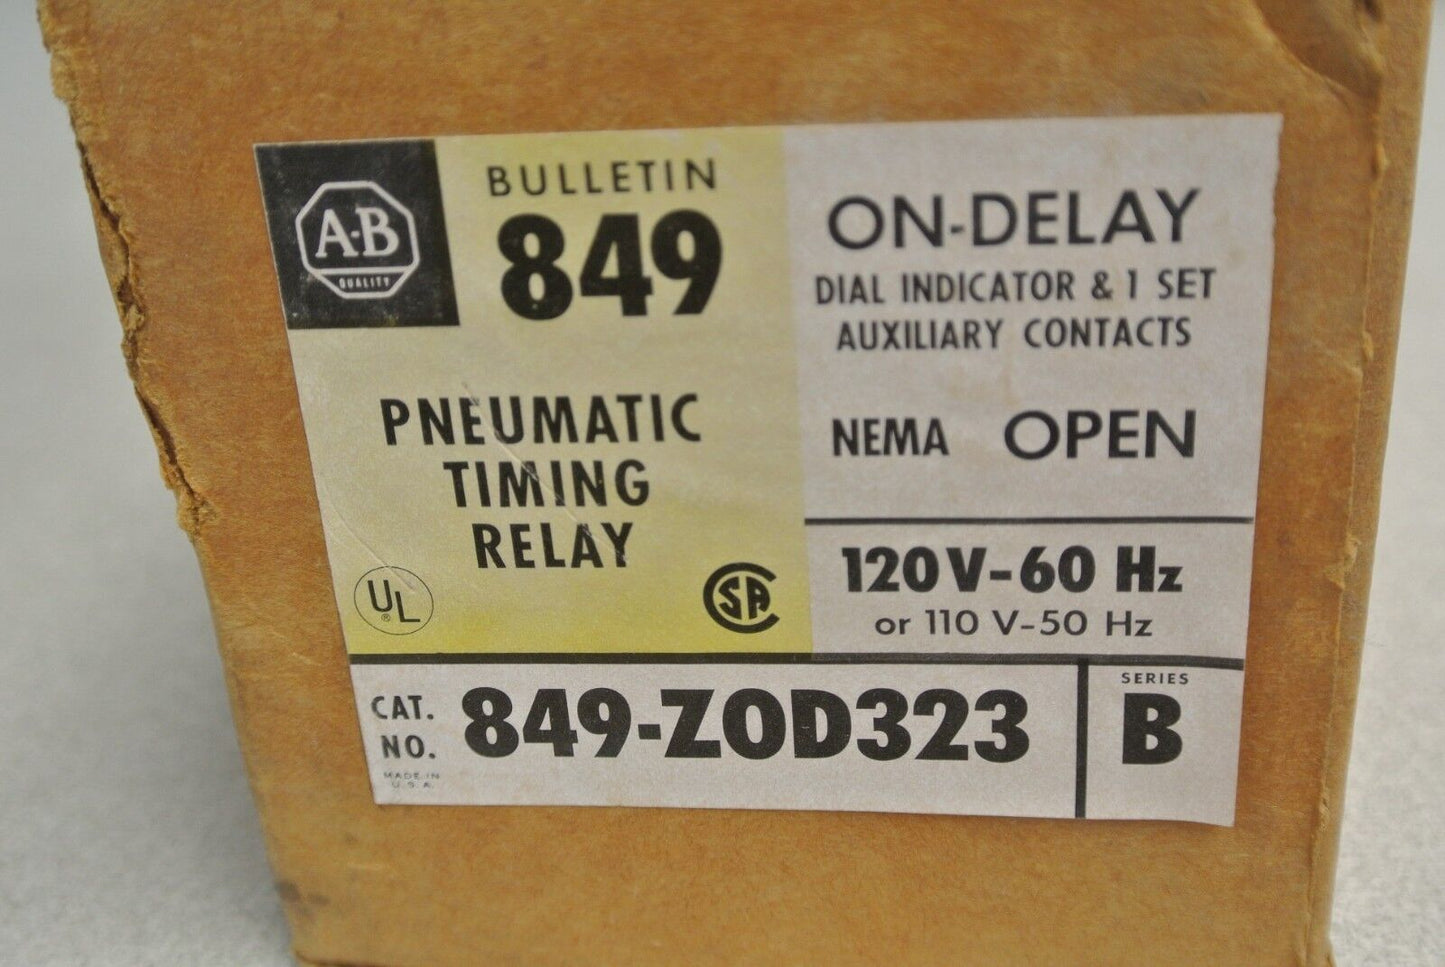 A-B
QUALITY
BULLETIN
849
PNEUMATIC
TIMING
RELAY
UL
®
CSA
ON-DELAY
DIAL INDICATOR & 1 SET
AUXILIARY CONTACTS
NEMA OPEN
120V-60 Hz
or 110 V-50 Hz
CAT.
NO.
849-ZOD323
MADE IN
U.S.A.
SERIES
B